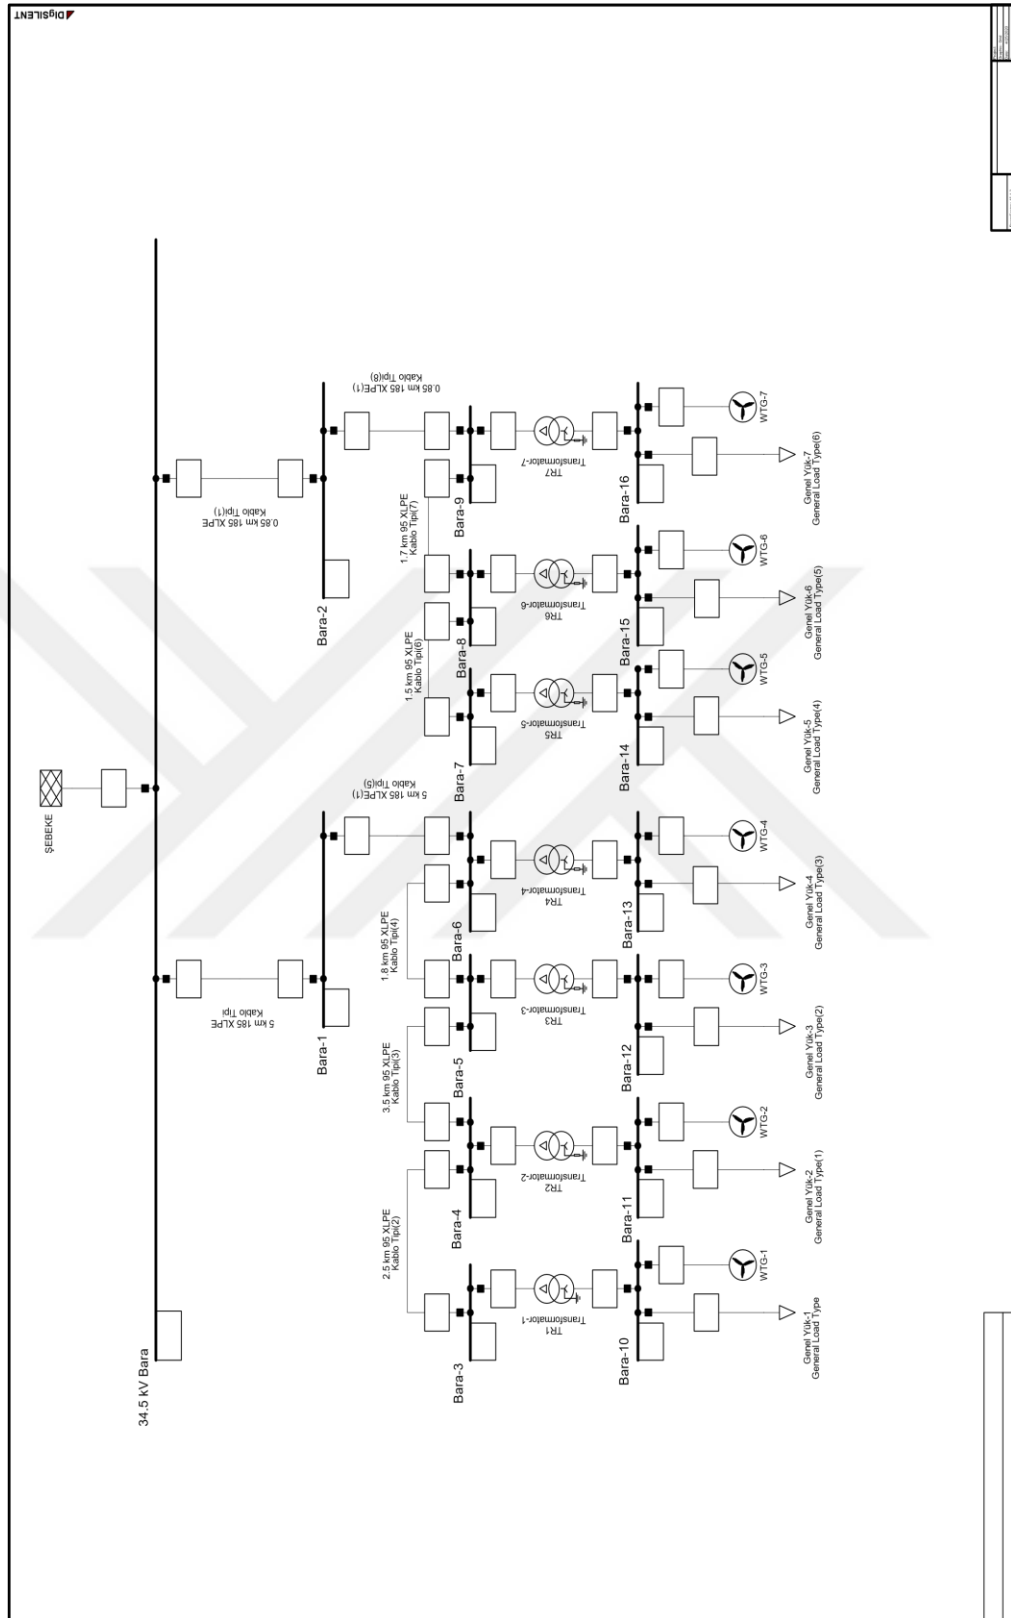 DIgSILENT
ŞEBEKE
34.5 kV Bara
5 km 185 XLPE
Kablo Tipi
0.85 km 185 XLPE
Kablo Tipi(1)
Bara-1
Bara-2
5 km 185 XLPE(1)
Kablo Tipi(5)
0.85 km 185 XLPE(1)
Kablo Tipi(8)
2.5 km 95 XLPE
Kablo Tipi(2)
3.5 km 95 XLPE
Kablo Tipi(3)
1.8 km 95 XLPE
Kablo Tipi(4)
1.5 km 95 XLPE
Kablo Tipi(6)
1.7 km 95 XLPE
Kablo Tipi(7)
Bara-3
Bara-4
Bara-5
Bara-6
Bara-7
Bara-8
Bara-9
TR1
Transformator-1
TR2
Transformator-2
TR3
Transformator-3
TR4
Transformator-4
TR5
Transformator-5
TR6
Transformator-6
TR7
Transformator-7
Bara-10
Bara-11
Bara-12
Bara-13
Bara-14
Bara-15
Bara-16
WTG-1
WTG-2
WTG-3
WTG-4
WTG-5
WTG-6
WTG-7
Genel Yük-1
General Load Type
Genel Yük-2
General Load Type(1)
Genel Yük-3
General Load Type(2)
Genel Yük-4
General Load Type(3)
Genel Yük-5
General Load Type(4)
Genel Yük-6
General Load Type(5)
Genel Yük-7
General Load Type(6)